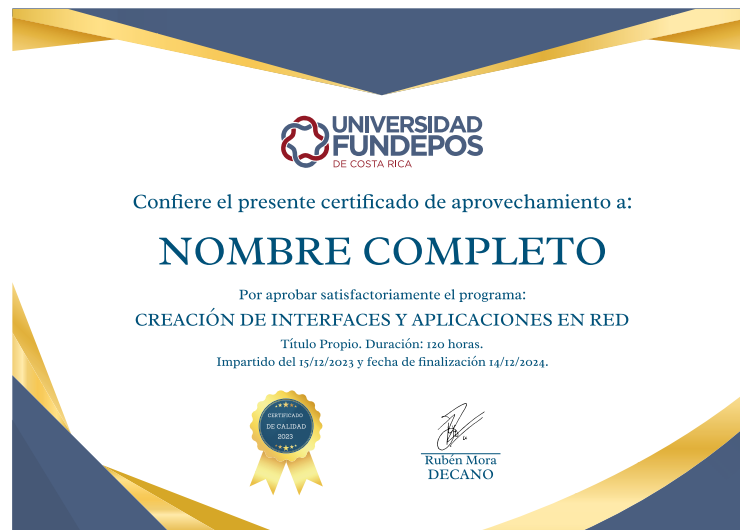 UNIVERSIDAD
FUNDEPOS
DE COSTA RICA
Confiere el presente certificado de aprovechamiento a:
NOMBRE COMPLETO
Por aprobar satisfactoriamente el programa:
CREACIÓN DE INTERFACES Y APLICACIONES EN RED
Título Propio. Duración: 120 horas.
Impartido del 15/12/2023 y fecha de finalización 14/12/2024.
CERTIFICADO
DE CALIDAD
2023
Rubén Mora
DECANO